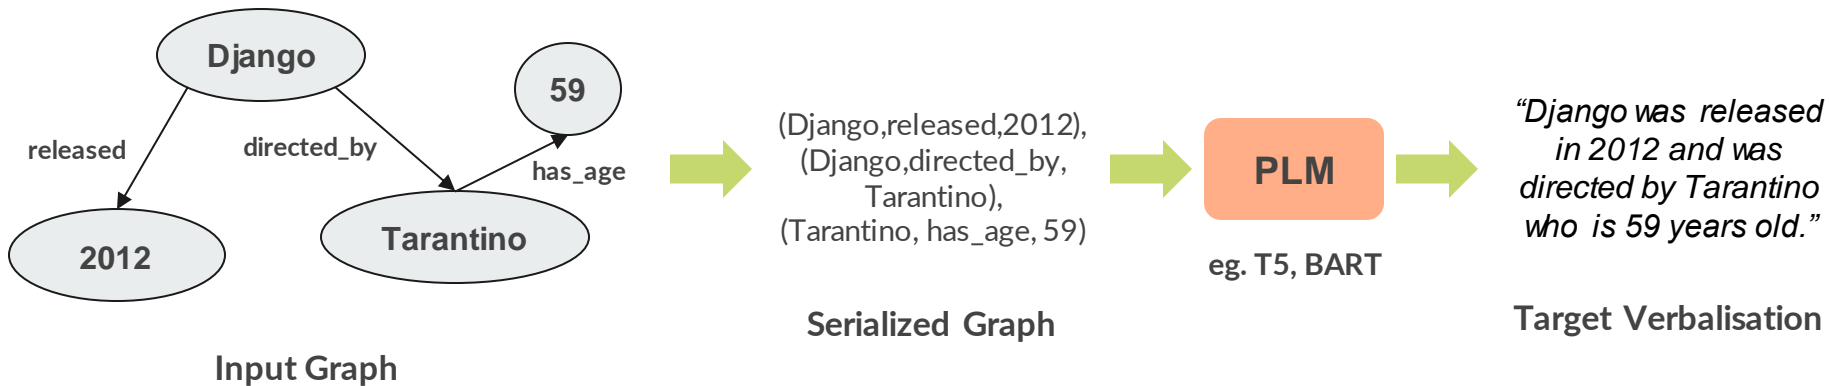 Django
59
released
directed_by
has_age
2012
Tarantino
Input Graph
(Django,released,2012),
(Django,directed_by,
Tarantino),
(Tarantino, has_age, 59)
Serialized Graph
PLM
eg. T5, BART
“Django was released
in 2012 and was
directed by Tarantino
who is 59 years old.”
Target Verbalisation